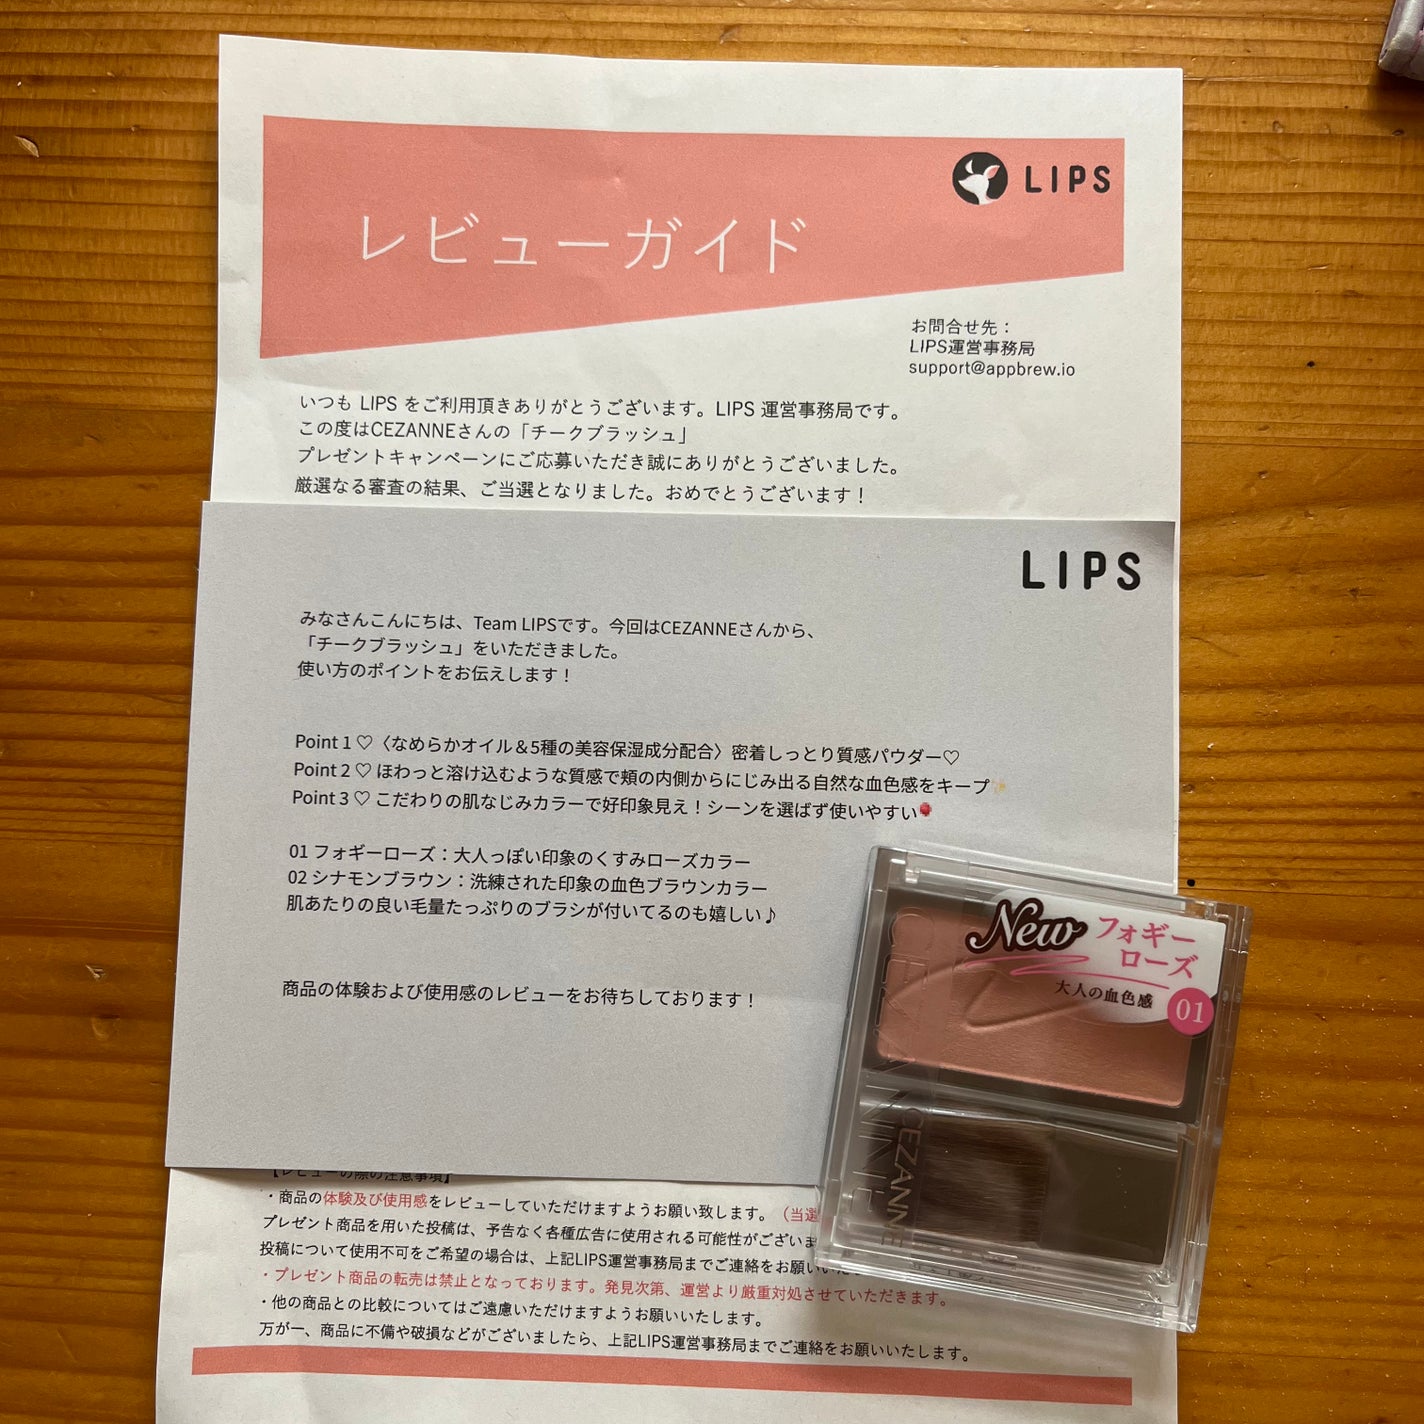 LIPS
レビューガイド
お問合せ先：
LIPS運営事務局
support@appbrew.io
いつも LIPS をご利用頂きありがとうございます。LIPS 運営事務局です。
この度はCEZANNEさんの「チークブラッシュ」
プレゼントキャンペーンにご応募いただき誠にありがとうございました。
厳選なる審査の結果、ご当選となりました。おめでとうございます！
LIPS
みなさんこんにちは、Team LIPSです。今回はCEZANNEさんから、
「チークブラッシュ」をいただきました。
使い方のポイントをお伝えします！
Point 1 ♡〈なめらかオイル＆5種の美容保湿成分配合〉密着しっとり質感パウダー♡
Point 2 ♡ ほわっと溶け込むような質感で頬の内側からにじみ出る自然な血色感をキープ✨
Point 3 ♡ こだわりの肌なじみカラーで好印象見え！シーンを選ばず使いやすい
01 フォギーローズ：大人っぽい印象のくすみローズカラー
02 シナモンブラウン：洗練された印象の血色ブラウンカラー
肌あたりの良い毛量たっぷりのブラシが付いてるのも嬉しい♪
商品の体験および使用感のレビューをお待ちしております！
New フォギー
ローズ
大人の血色感
01
CEZANNE
CEZANNE
【レビューの際の注意事項】
・商品の体験及び使用感をレビューしていただけますようお願い致します。（当選
プレゼント商品を用いた投稿は、予告なく各種広告に使用される可能性がございま
投稿について使用不可をご希望の場合は、上記LIPS運営事務局までご連絡をお願い
・プレゼント商品の転売は禁止となっております。発見次第、運営より厳重対処させていただきます。
・他の商品との比較についてはご遠慮いただけますようお願いいたします。
万が一、商品に不備や破損などがございましたら、上記LIPS運営事務局までご連絡をお願いいたします。